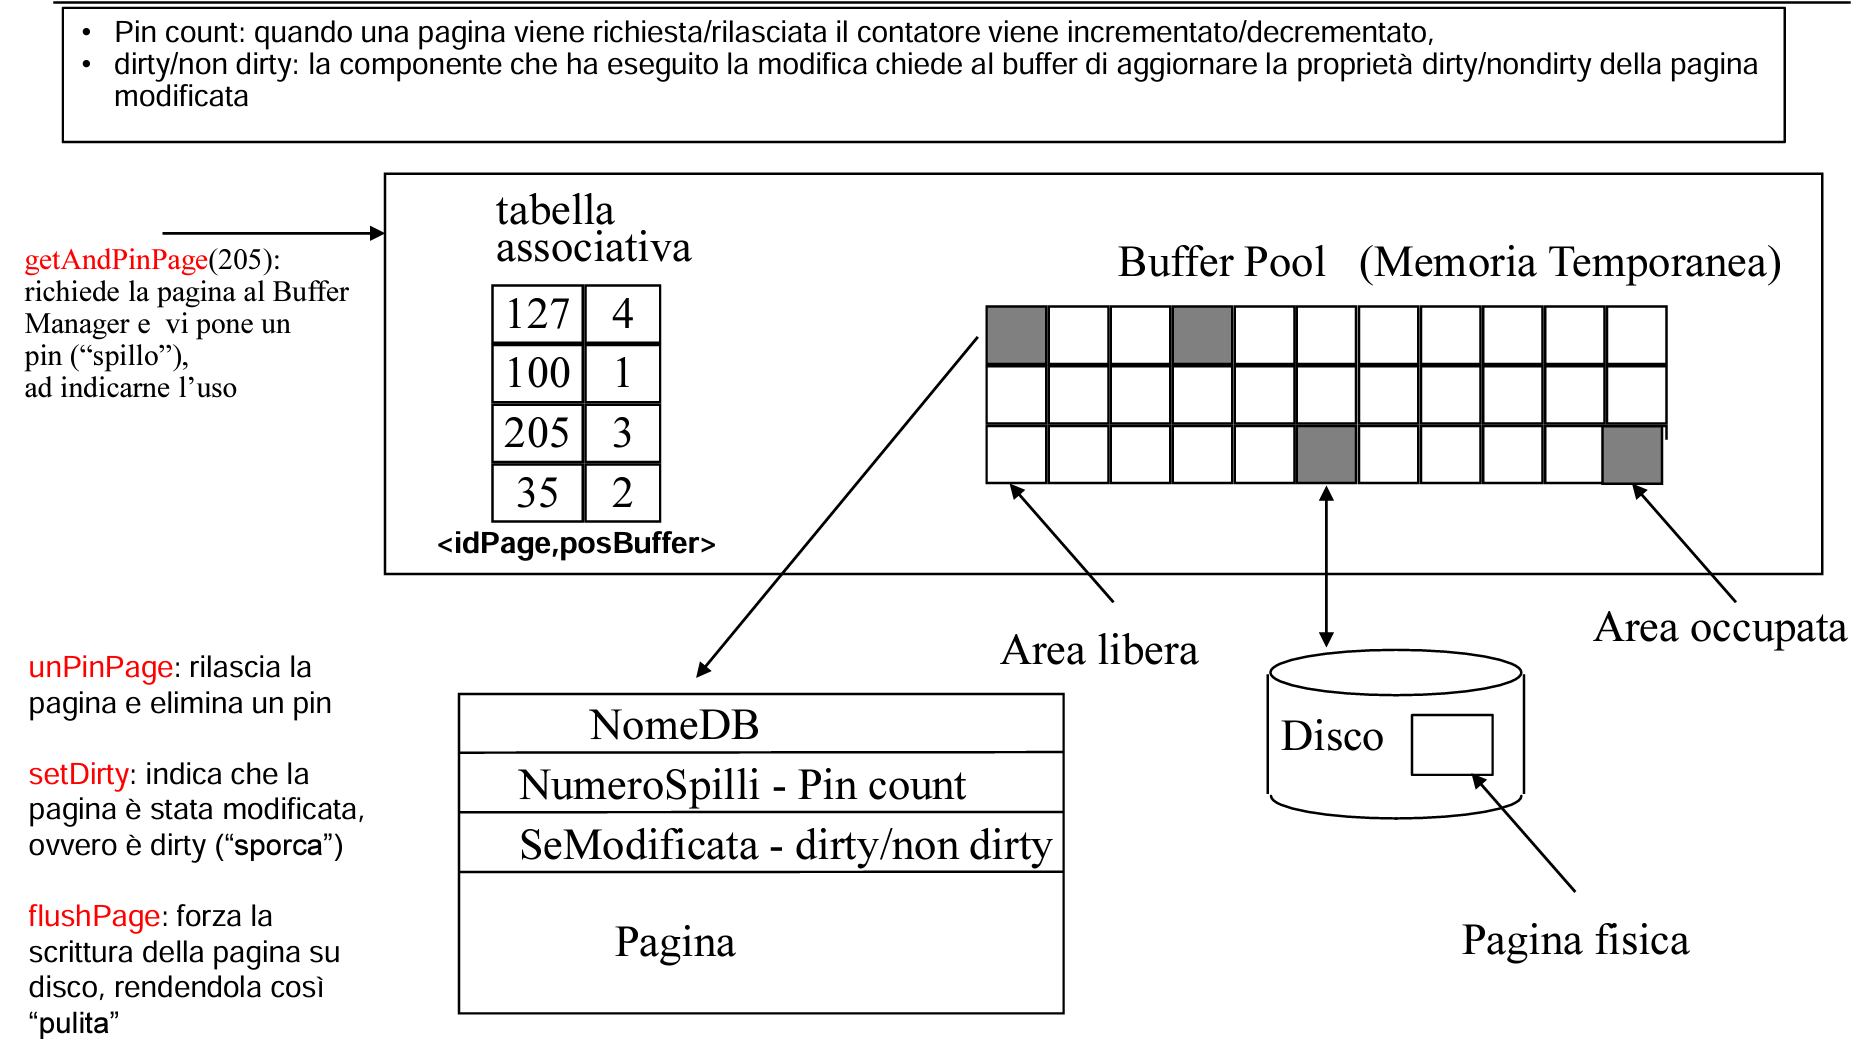 • Pin count: quando una pagina viene richiesta/rilasciata il contatore viene incrementato/decrementato,
• dirty/non dirty: la componente che ha eseguito la modifica chiede al buffer di aggiornare la proprietà dirty/nondirty della pagina
modificata
getAndPinPage(205):
richiede la pagina al Buffer
Manager e vi pone un
pin (“spillo”),
ad indicarne l’uso
tabella
associativa
127 4
100 1
205 3
35 2
<idPage,posBuffer>
Buffer Pool (Memoria Temporanea)
Area libera
Area occupata
unPinPage: rilascia la
pagina e elimina un pin
setDirty: indica che la
pagina è stata modificata,
ovvero è dirty (“sporca”)
flushPage: forza la
scrittura della pagina su
disco, rendendola così
“pulita”
NomeDB
NumeroSpilli - Pin count
SeModificata - dirty/non dirty
Pagina
Disco
Pagina fisica